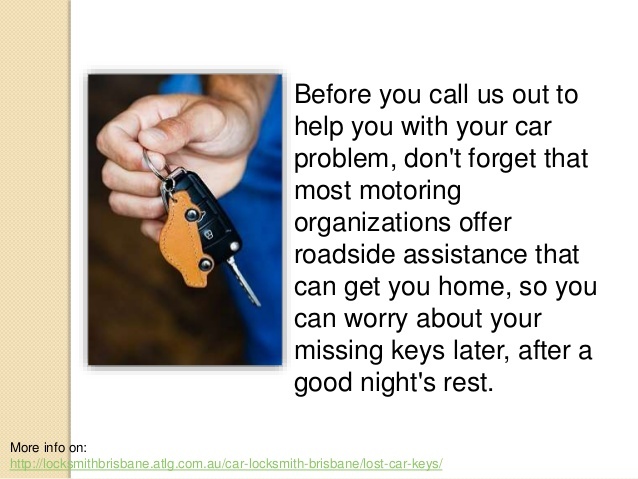 Before you call us out to
help you with your car
problem, don't forget that
most motoring
organizations offer
roadside assistance that
can get you home, so you
can worry about your
missing keys later, after a
good night's rest.
More info on:
http://locksmithbrisbane.atlg.com.au/car-locksmith-brisbane/lost-car-keys/